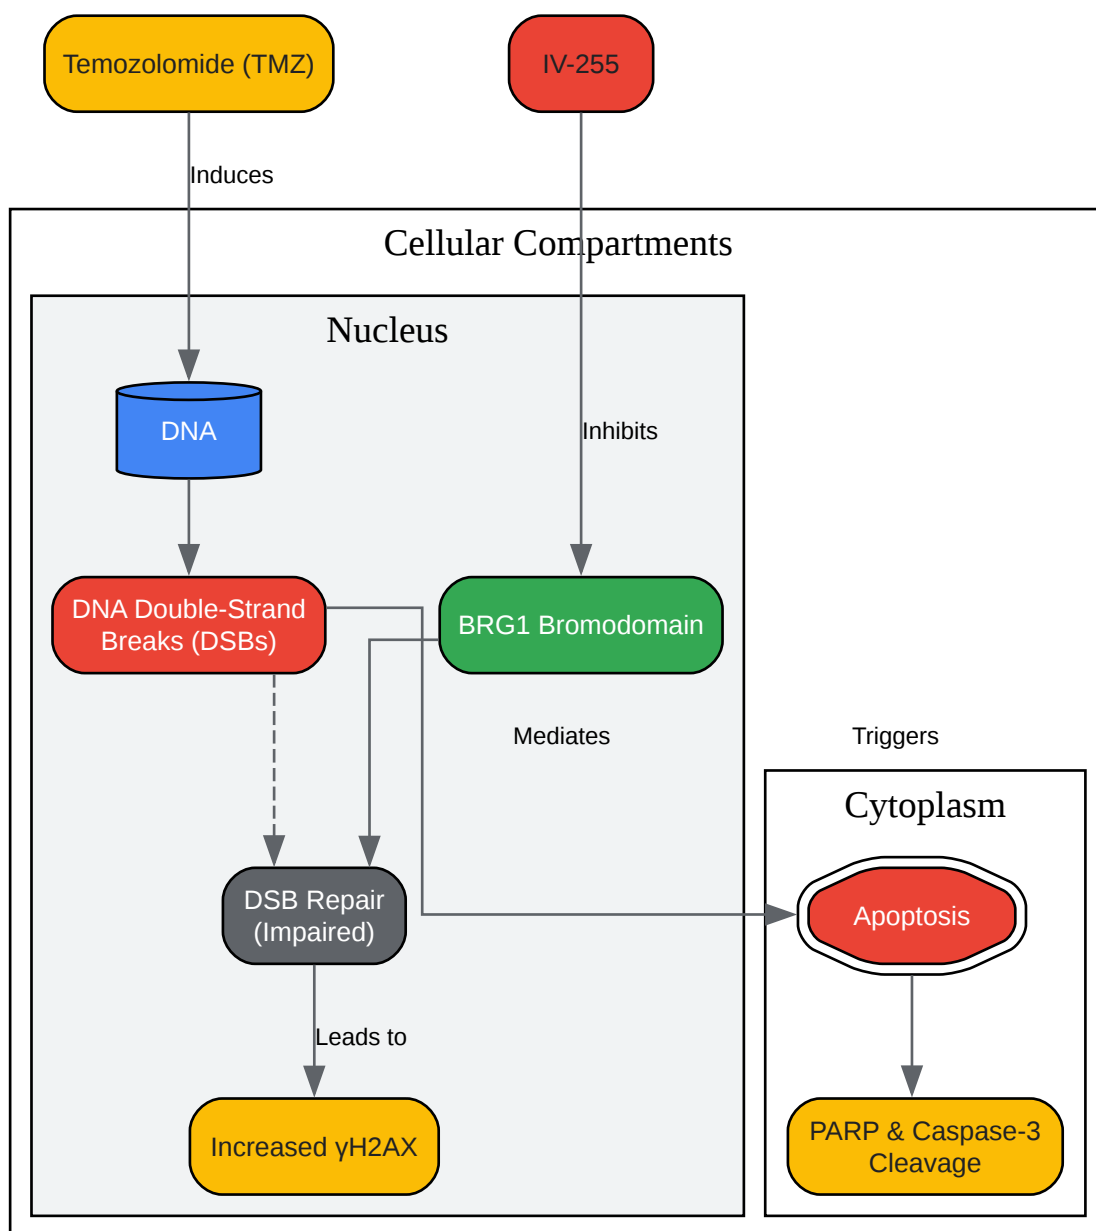 Temozolomide (TMZ)
IV-255
Induces
Cellular Compartments
Nucleus
DNA
Inhibits
DNA Double-Strand
Breaks (DSBs)
BRG1 Bromodomain
Mediates
Triggers
Cytoplasm
DSB Repair
(Impaired)
Apoptosis
Leads to
Increased γH2AX
PARP & Caspase-3
Cleavage